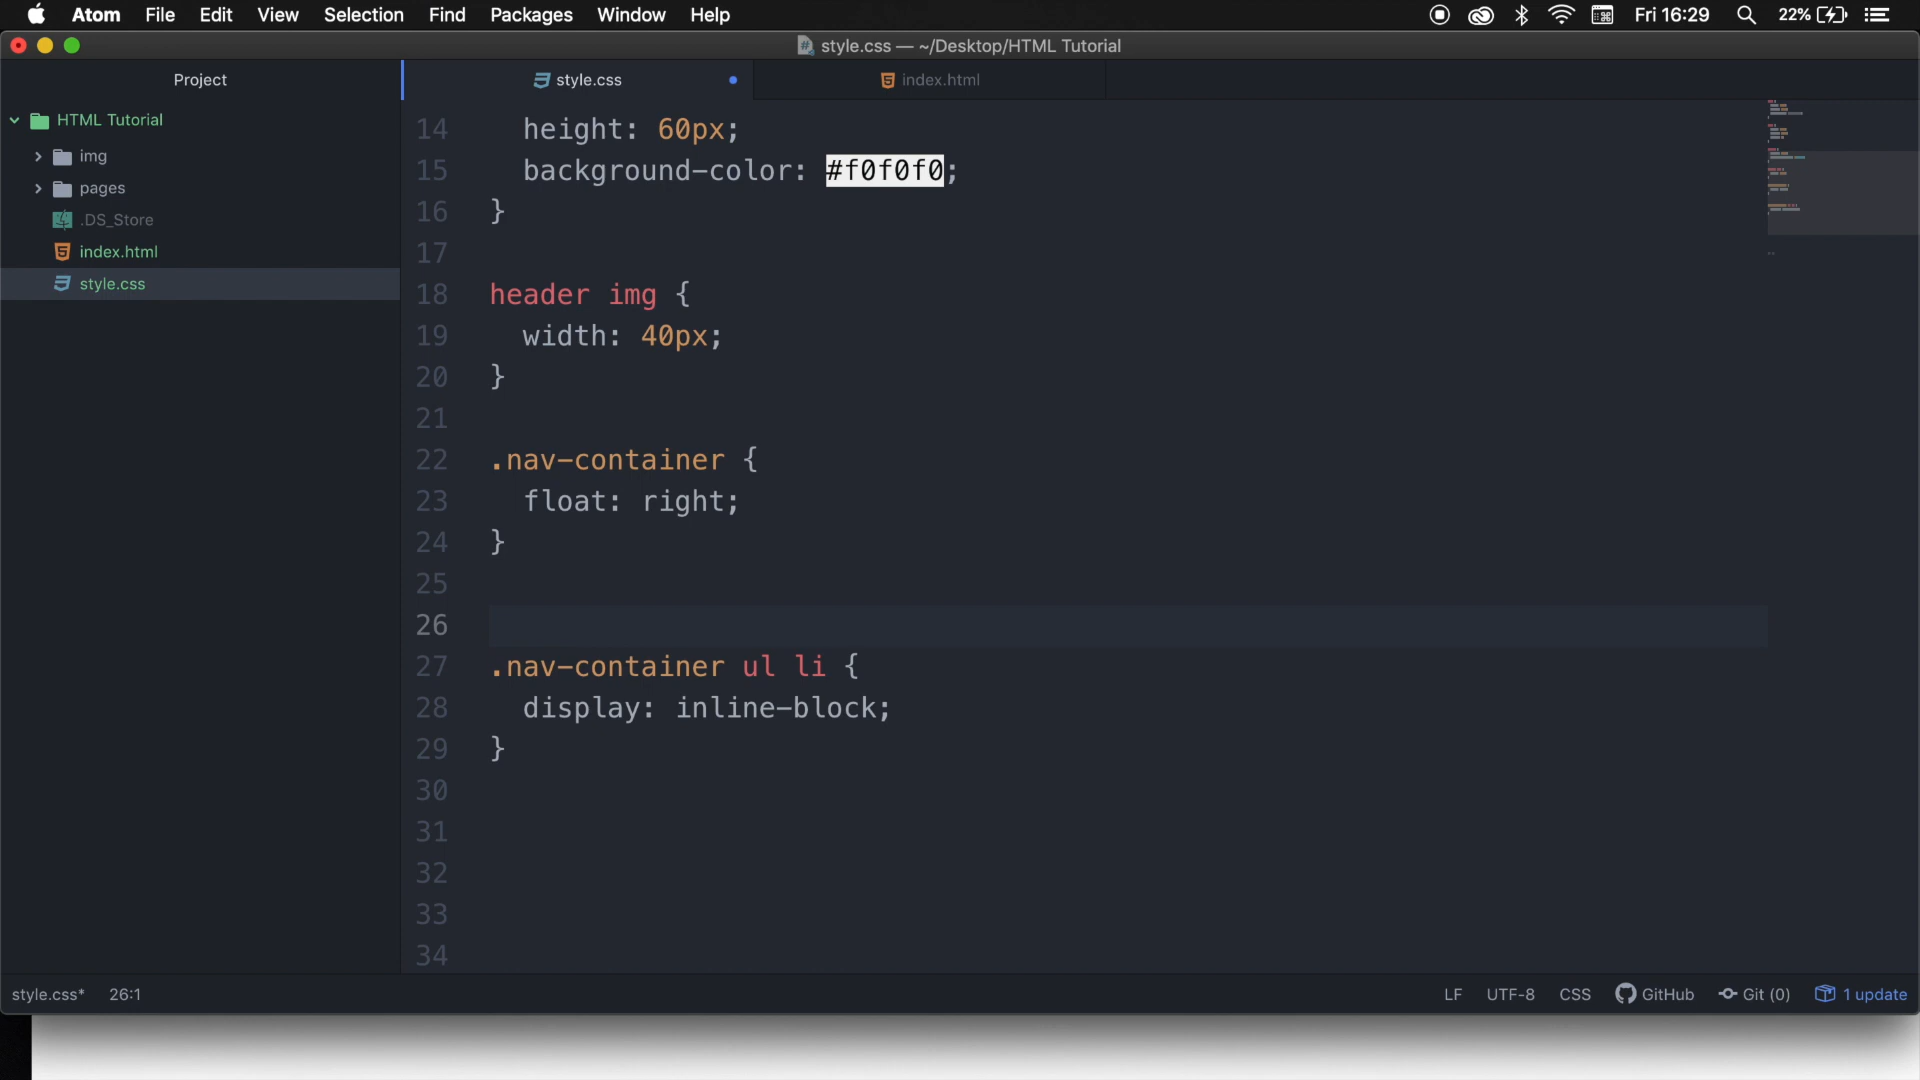 Atom File Edit View Selection Find Packages Window Help Fri 16:29 22%
style.css — ~/Desktop/HTML Tutorial
Project style.css index.html
HTML Tutorial
img
pages
.DS_Store
index.html
style.css
14 height: 60px;
15 background-color: #f0f0f0;
16 }
17
18 header img {
19 width: 40px;
20 }
21
22 .nav-container {
23 float: right;
24 }
25
26
27 .nav-container ul li {
28 display: inline-block;
29 }
30
31
32
33
34
style.css* 26:1 LF UTF-8 CSS GitHub Git (0) 1 update